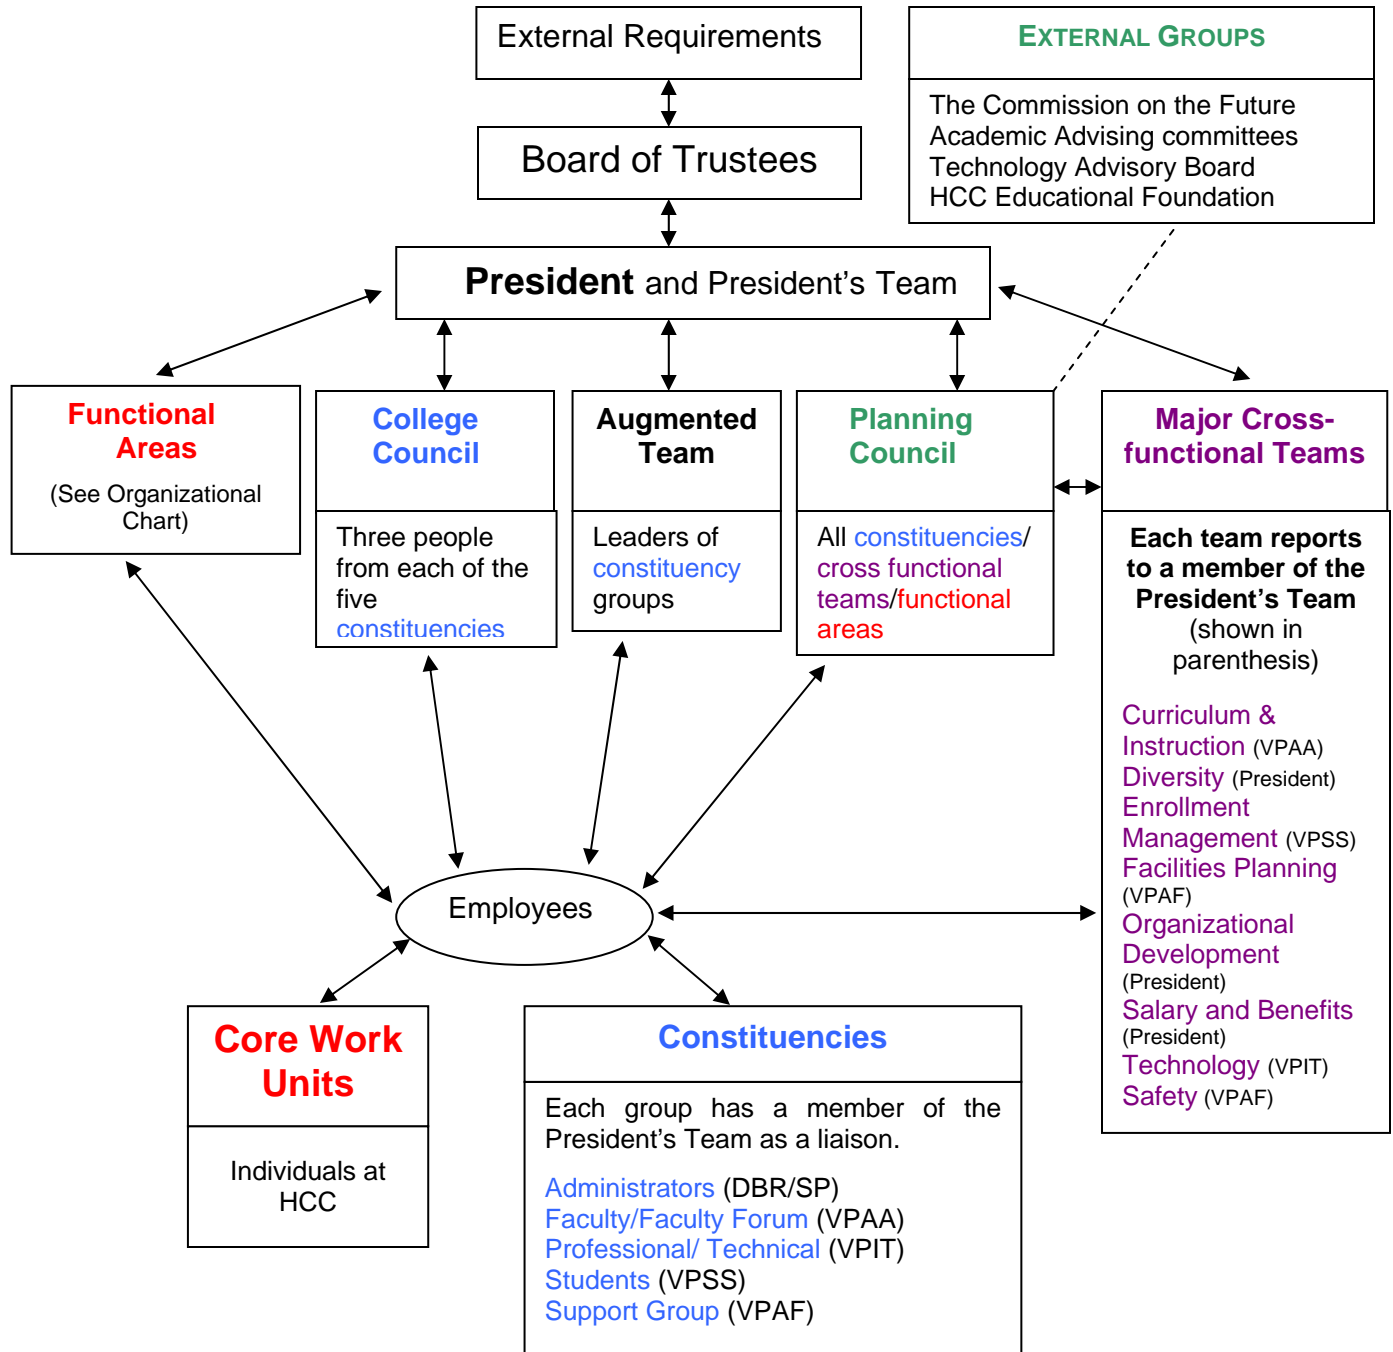 External Requirements
EXTERNAL GROUPS
The Commission on the Future
Academic Advising committees
Technology Advisory Board
HCC Educational Foundation
Board of Trustees
President and President’s Team
Functional
Areas
(See Organizational
Chart)
College
Council
Three people
from each of the
five
constituencies
Augmented
Team
Leaders of
constituency
groups
Planning
Council
All constituencies/
cross functional
teams/functional
areas
Major Cross-
functional Teams
Each team reports
to a member of the
President’s Team
(shown in
parenthesis)
Curriculum &
Instruction (VPAA)
Diversity (President)
Enrollment
Management (VPSS)
Facilities Planning
(VPAF)
Organizational
Development
(President)
Salary and Benefits
(President)
Technology (VPIT)
Safety (VPAF)
Employees
Core Work
Units
Individuals at
HCC
Constituencies
Each group has a member of the
President’s Team as a liaison.
Administrators (DBR/SP)
Faculty/Faculty Forum (VPAA)
Professional/ Technical (VPIT)
Students (VPSS)
Support Group (VPAF)